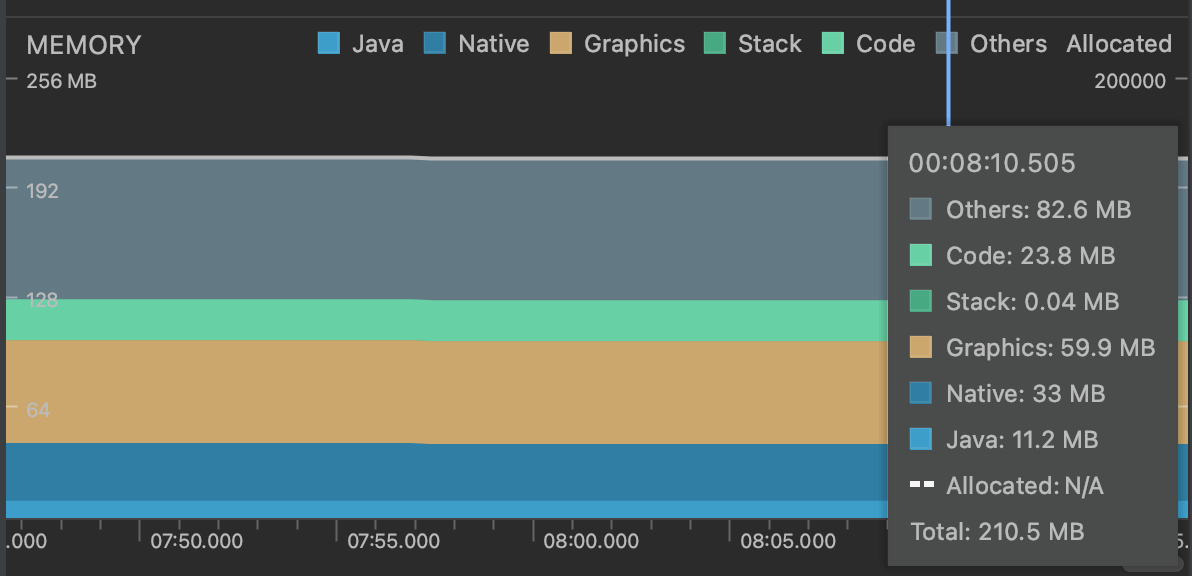 MEMORY Java Native Graphics Stack Code Others Allocated
256 MB 200000
192
128
64
00:08:10.505
Others: 82.6 MB
Code: 23.8 MB
Stack: 0.04 MB
Graphics: 59.9 MB
Native: 33 MB
Java: 11.2 MB
Allocated: N/A
Total: 210.5 MB
.000 07:50.000 07:55.000 08:00.000 08:05.000 5.